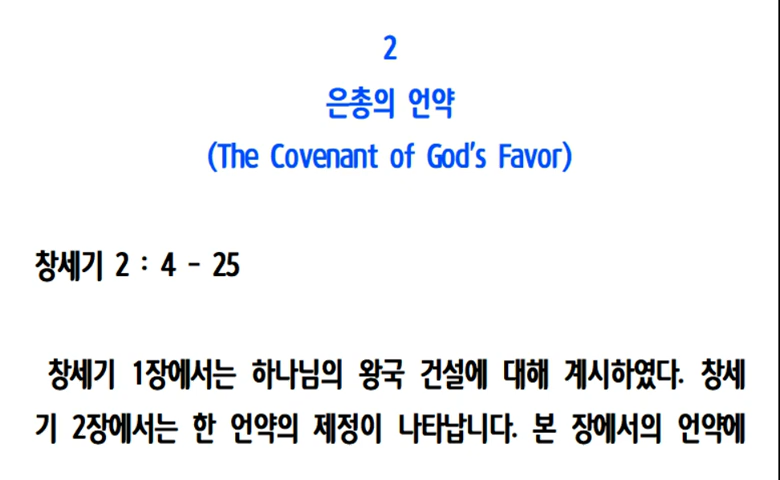 2
은총의 언약
(The Covenant of God's Favor)
창세기 2 : 4 - 25
창세기 1장에서는 하나님의 왕국 건설에 대해 계시하였다. 창세
기 2장에서는 한 언약의 제정이 나타납니다. 본 장에서의 언약에